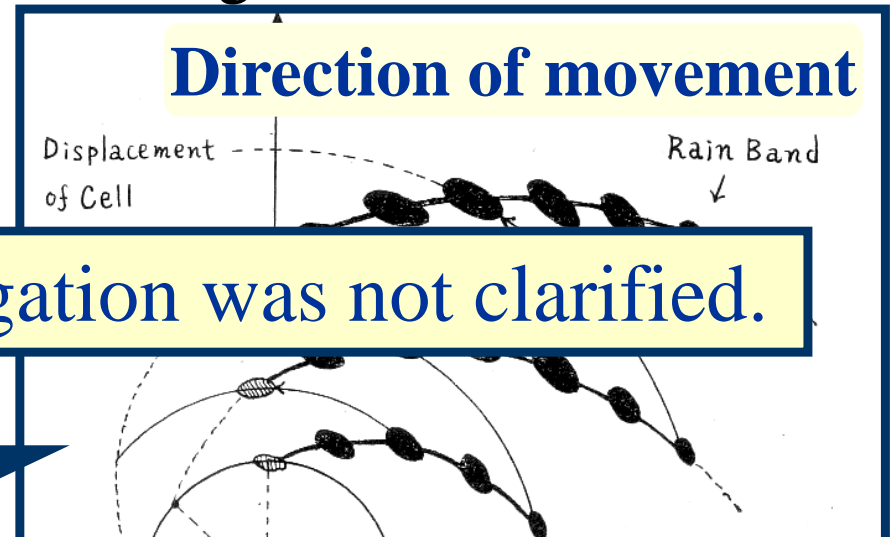 Direction of movement
Displacement
of Cell
Rain Band
gation was not clarified.